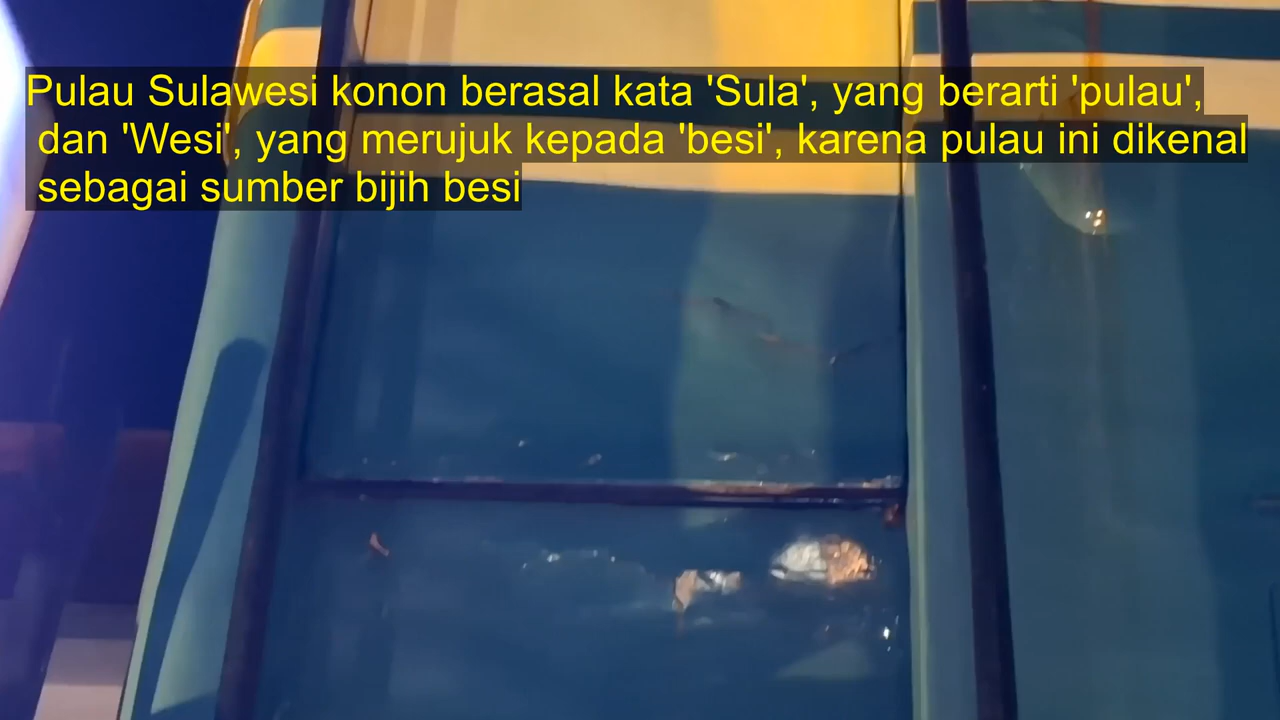 Pulau Sulawesi konon berasal kata 'Sula', yang berarti 'pulau',
dan 'Wesi', yang merujuk kepada 'besi', karena pulau ini dikenal
sebagai sumber bijih besi